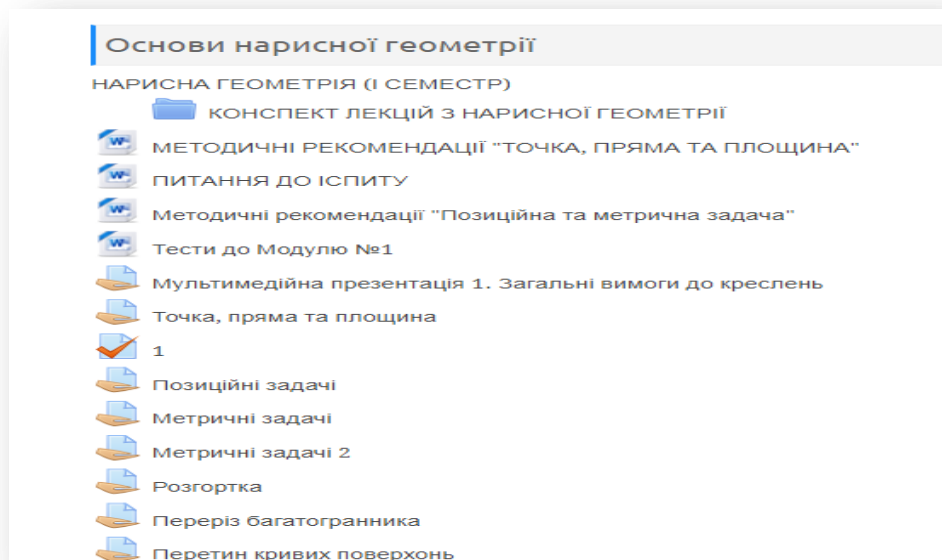 Основи нарисної геометрії
НАРИСНА ГЕОМЕТРІЯ (І СЕМЕСТР)
КОНСПЕКТ ЛЕКЦІЙ З НАРИСНОЇ ГЕОМЕТРІЇ
МЕТОДИЧНІ РЕКОМЕНДАЦІЇ "ТОЧКА, ПРЯМА ТА ПЛОЩИНА"
ПИТАННЯ ДО ІСПИТУ
Методичні рекомендації "Позиційна та метрична задача"
Тести до Модулю №1
Мультимедійна презентація 1. Загальні вимоги до креслень
Точка, пряма та площина
1
Позиційні задачі
Метричні задачі
Метричні задачі 2
Розгортка
Переріз багатогранника
Перетин кривих поверхонь